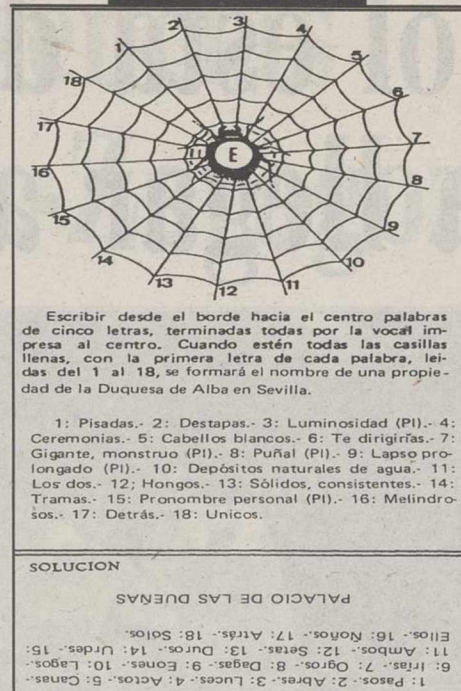 1
2
3
4
5
6
7
8
9
10
11
12
13
14
15
16
17
18
E
Escribir desde el borde hacia el centro palabras
de cinco letras, terminadas todas por la vocal im-
presa al centro. Cuando estén todas las casillas
llenas, con la primera letra de cada palabra, leí-
das del 1 al 18, se formará el nombre de una propie-
dad de la Duquesa de Alba en Sevilla.
1: Pisadas.- 2: Destapas.- 3: Luminosidad (Pl).- 4:
Ceremonias.- 5: Cabellos blancos.- 6: Te dirigirías.- 7:
Gigante, monstruo (Pl).- 8: Puñal (Pl).- 9: Lapso pro-
longado (Pl).- 10: Depósitos naturales de agua.- 11:
Los dos.- 12; Hongos.- 13: Sólidos, consistentes.- 14:
Tramas.- 15: Pronombre personal (Pl).- 16: Melindro-
sos.- 17: Detrás.- 18: Unicos.
SOLUCION
PALACIO DE LAS DUEÑAS
1: Pasos.- 2: Abres.- 3: Luces.- 4: Actos.- 5: Canas.-
6: Irías.- 7: Ogros.- 8: Dagas.- 9: Eones.- 10: Lagos.-
11: Ambos.- 12: Setas.- 13: Duros.- 14: Urdes.- 15:
Ellos.- 16: Ñoños.- 17: Atrás.- 18: Sólos.